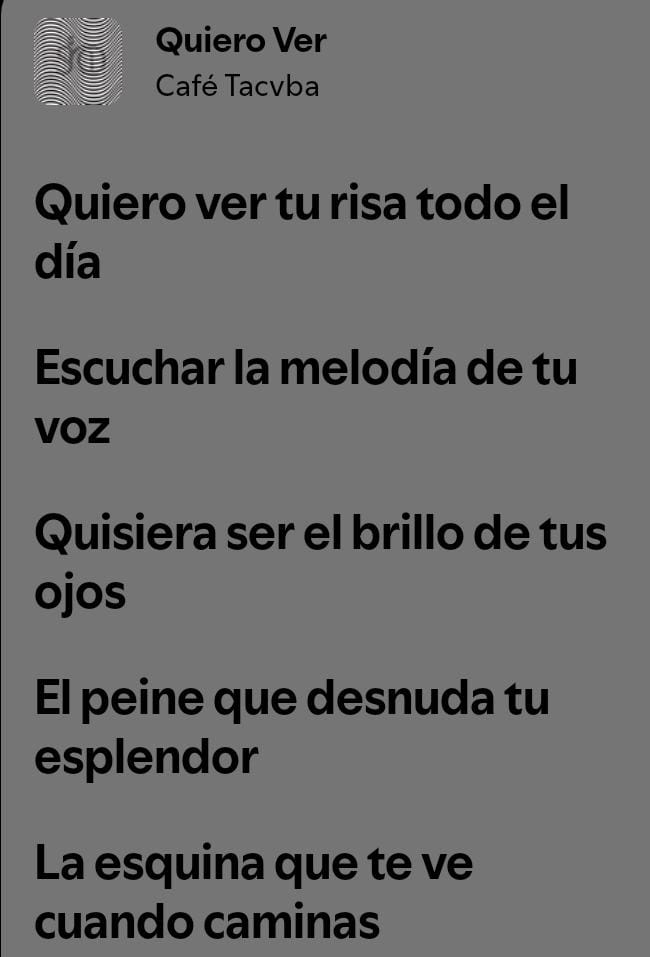 Quiero Ver
Café Tacvba
Quiero ver tu risa todo el
día
Escuchar la melodía de tu
voz
Quisiera ser el brillo de tus
ojos
El peine que desnuda tu
esplendor
La esquina que te ve
cuando caminas